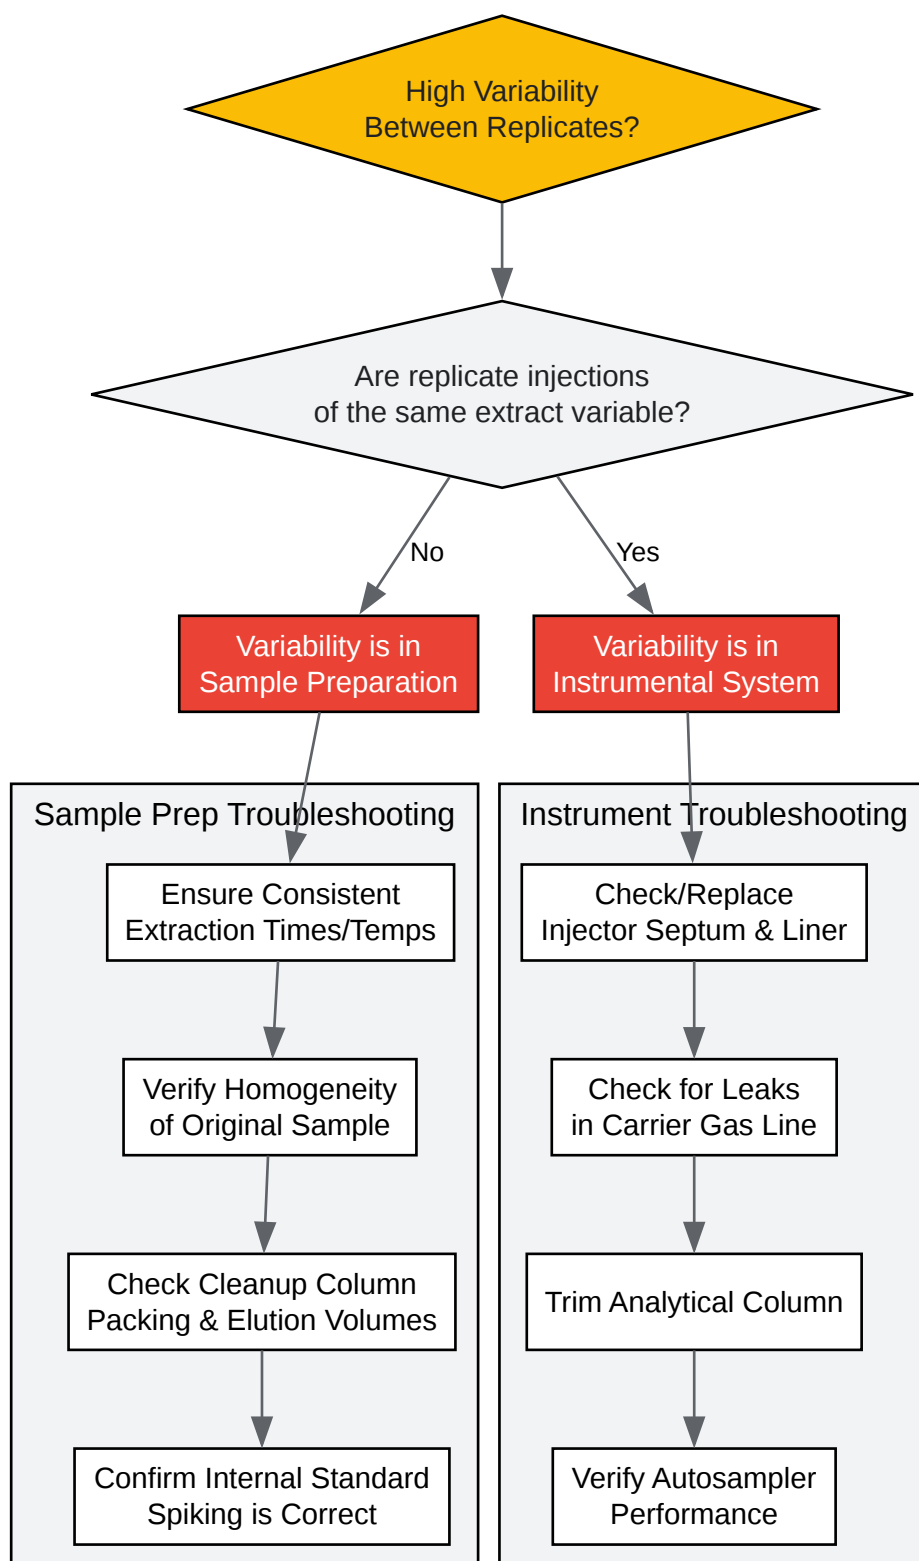 High Variability
Between Replicates?
Are replicate injections
of the same extract variable?
No
Yes
Variability is in
Sample Preparation
Variability is in
Instrumental System
Sample Prep Troubleshooting
Ensure Consistent
Extraction Times/Temps
Verify Homogeneity
of Original Sample
Check Cleanup Column
Packing & Elution Volumes
Confirm Internal Standard
Spiking is Correct
Instrument Troubleshooting
Check/Replace
Injector Septum & Liner
Check for Leaks
in Carrier Gas Line
Trim Analytical Column
Verify Autosampler
Performance